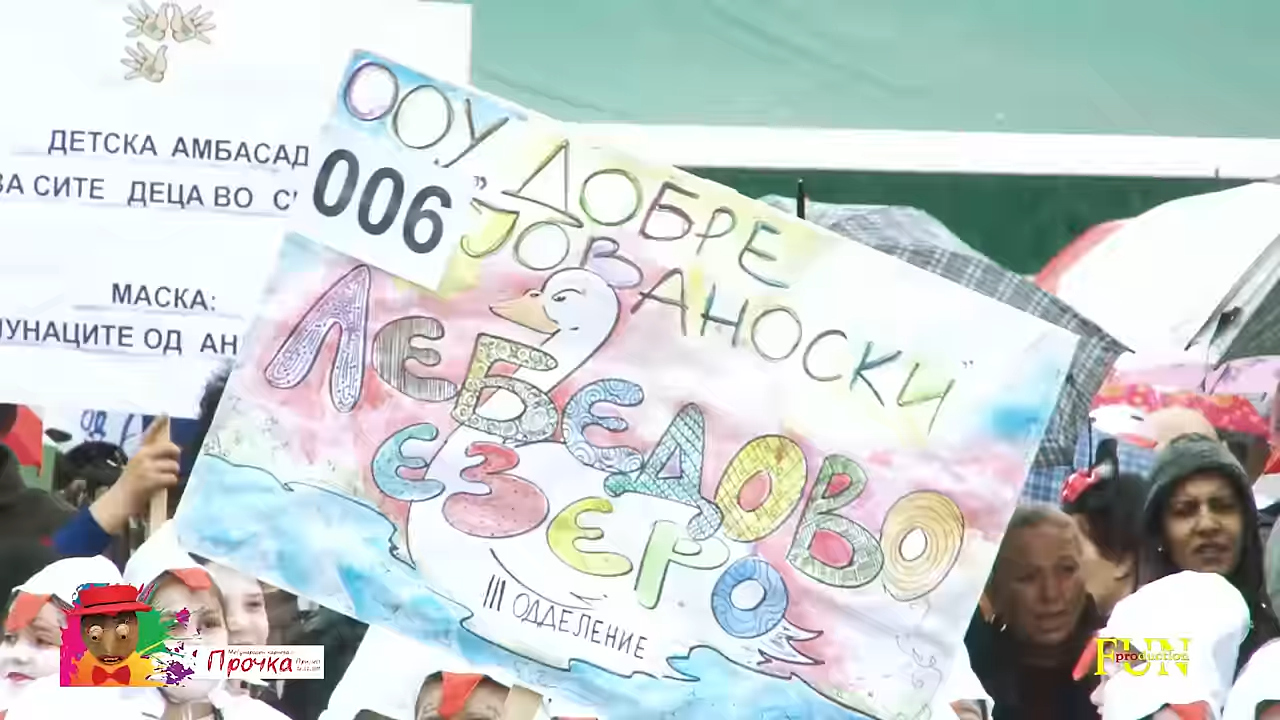 ДЕТСКА АМБАСАД
ЗА СИТЕ ДЕЦА ВО С
МАСКА:
ОД АН
ООУ
006
"ДОБРЕ
ЈОВАНОСКИ"
ЛЕБЕДОВО
ЕЗЕРО
III ОДДЕЛЕНИЕ
Прочка
FUN
production